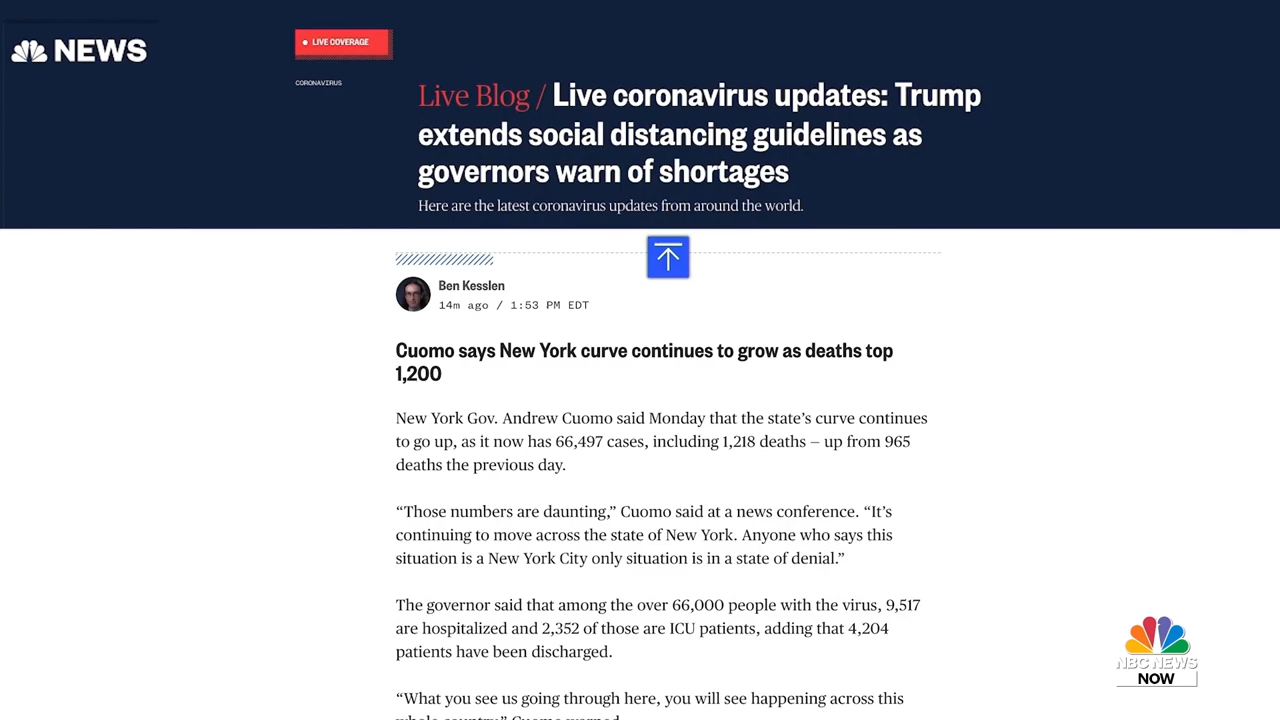 NEWS
LIVE COVERAGE
CORONAVIRUS
Live Blog / Live coronavirus updates: Trump
extends social distancing guidelines as
governors warn of shortages
Here are the latest coronavirus updates from around the world.
Ben Kesslen
14m ago / 1:53 PM EDT
Cuomo says New York curve continues to grow as deaths top
1,200
New York Gov. Andrew Cuomo said Monday that the state’s curve continues
to go up, as it now has 66,497 cases, including 1,218 deaths — up from 965
deaths the previous day.
“Those numbers are daunting,” Cuomo said at a news conference. “It’s
continuing to move across the state of New York. Anyone who says this
situation is a New York City only situation is in a state of denial.”
The governor said that among the over 66,000 people with the virus, 9,517
are hospitalized and 2,352 of those are ICU patients, adding that 4,204
patients have been discharged.
“What you see us going through here, you will see happening across this
whole country,” Cuomo warned.
NBC NEWS
NOW